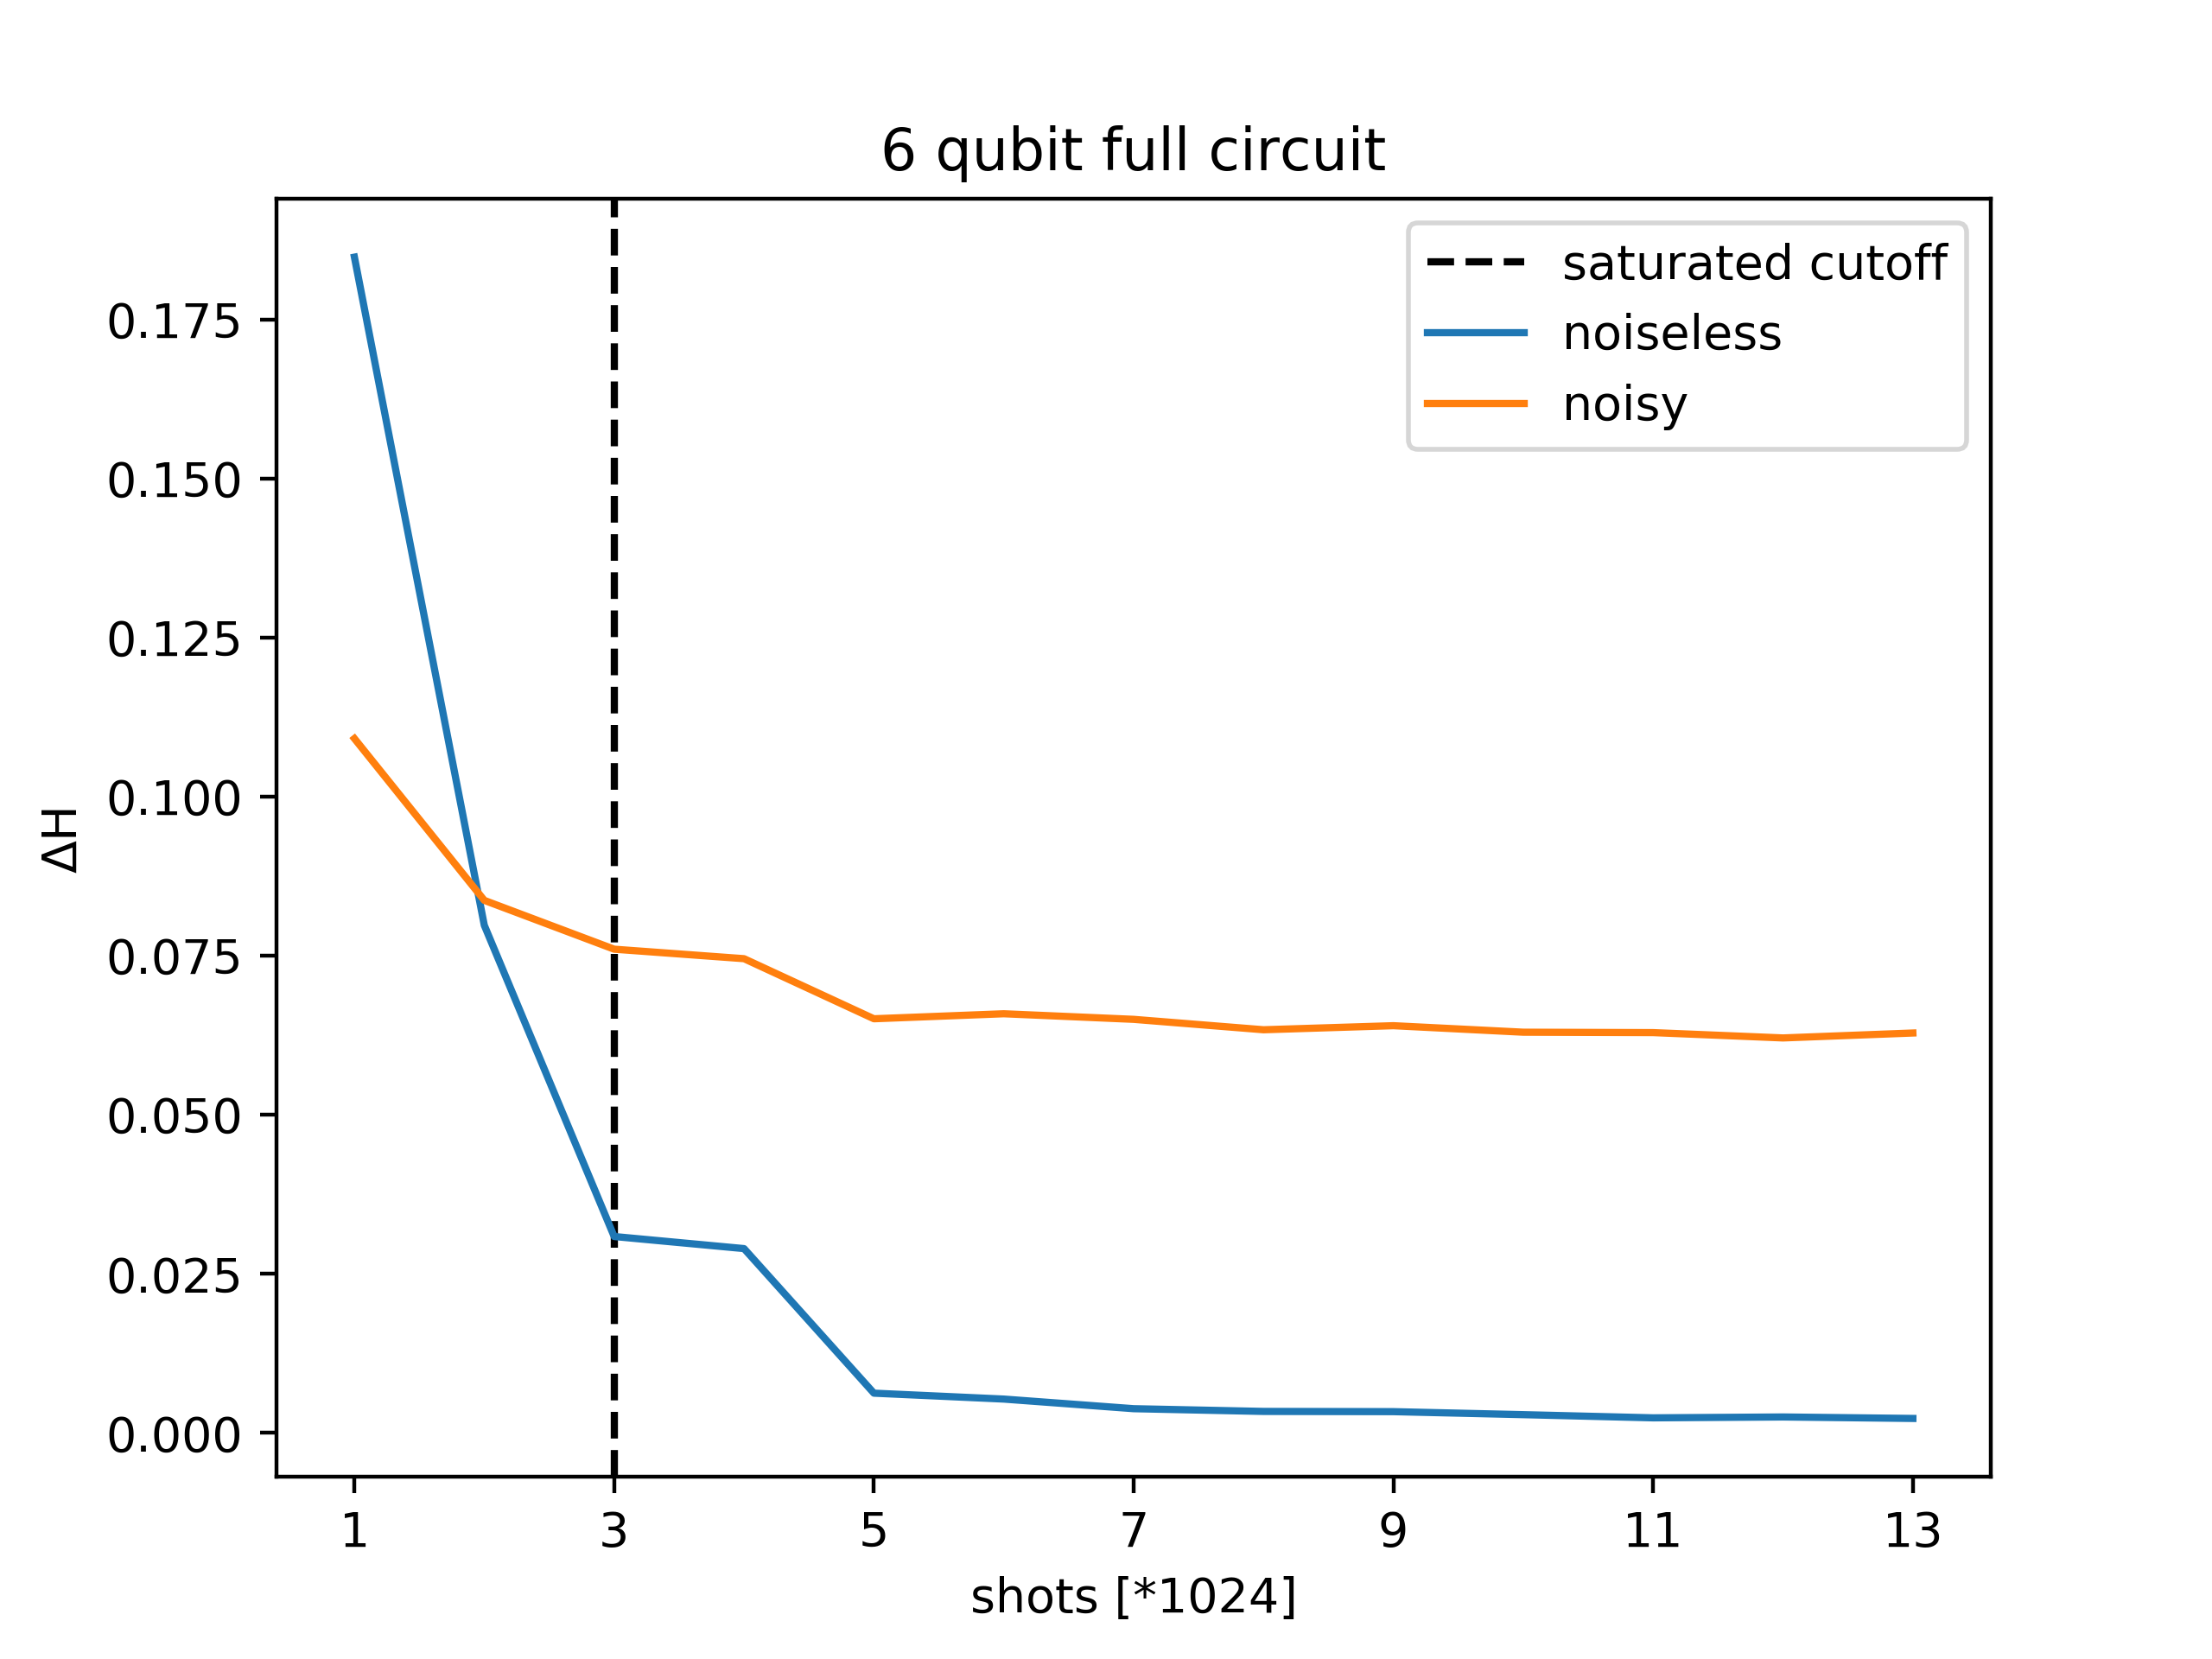 6 qubit full circuit
saturated cutoff
noiseless
noisy
0.175
0.150
0.125
0.100
0.075
0.050
0.025
0.000
ΔH
1 3 5 7 9 11 13
shots [*1024]